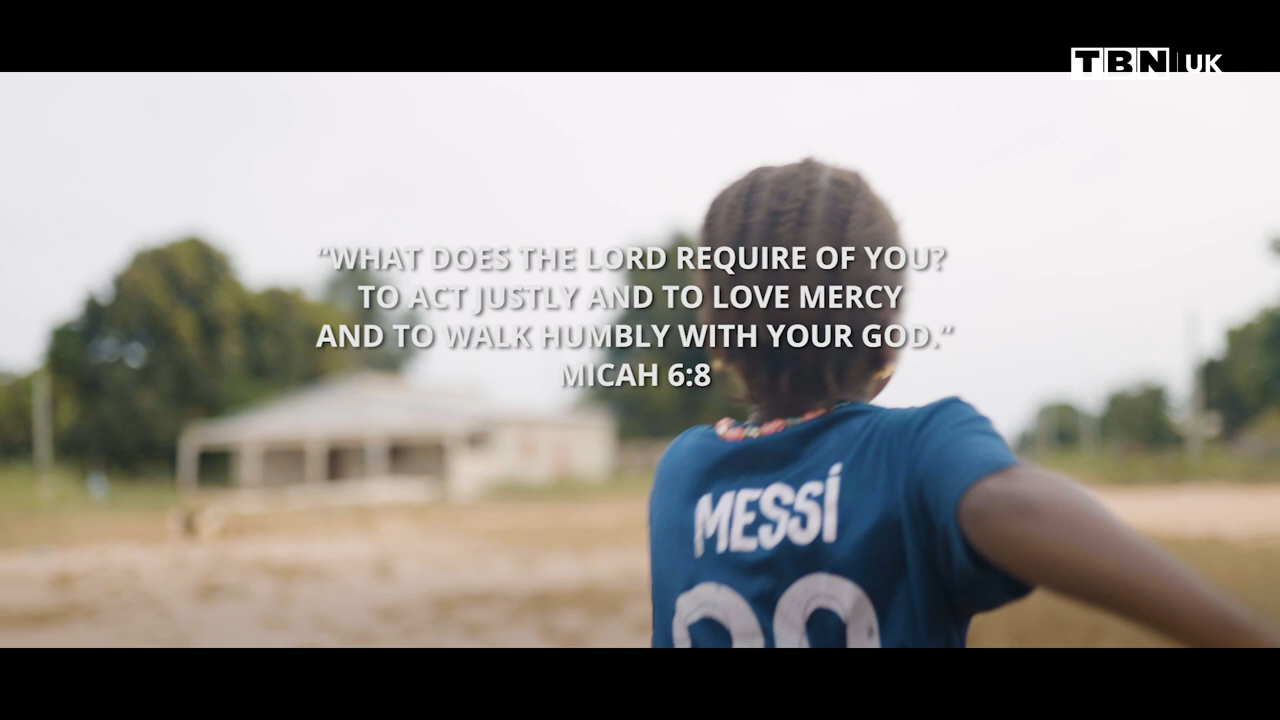 TBN UK
“WHAT DOES THE LORD REQUIRE OF YOU?
TO ACT JUSTLY AND TO LOVE MERCY
AND TO WALK HUMBLY WITH YOUR GOD.”
MICAH 6:8
MESSI